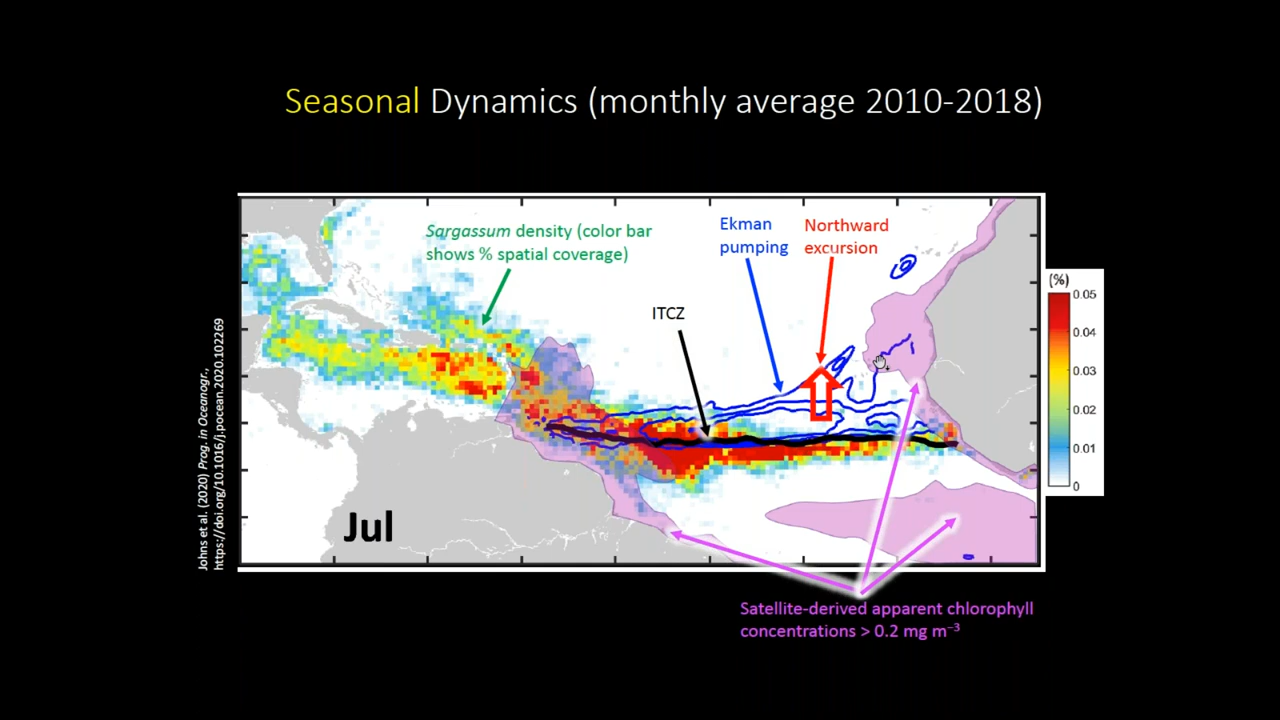 Seasonal Dynamics (monthly average 2010-2018)
Sargassum density (color bar
shows % spatial coverage)
Ekman
pumping
Northward
excursion
ITCZ
(%)
0.05
0.04
0.03
0.02
0.01
0
Jul
Johns et al. (2020) Prog. in Oceanogr.,
https://doi.org/10.1016/j.pocean.2020.102269
Satellite-derived apparent chlorophyll
concentrations > 0.2 mg m⁻³